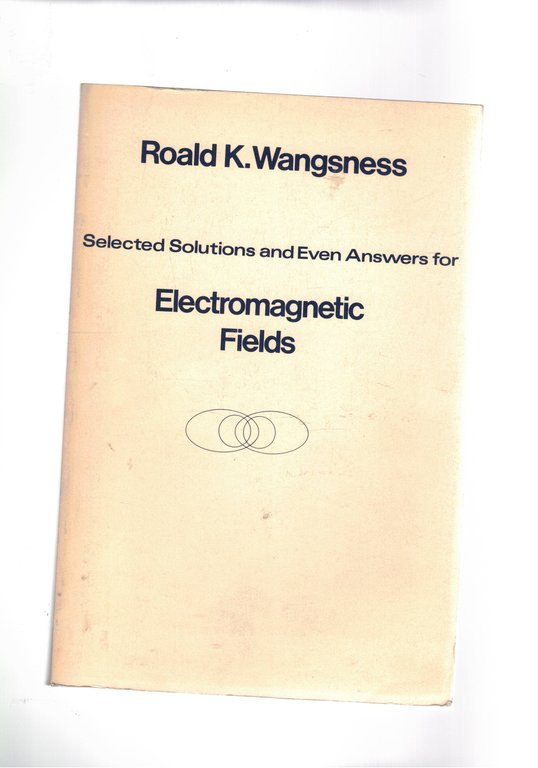 Roald K. Wangsness
Selected Solutions and Even Answers for
Electromagnetic
Fields